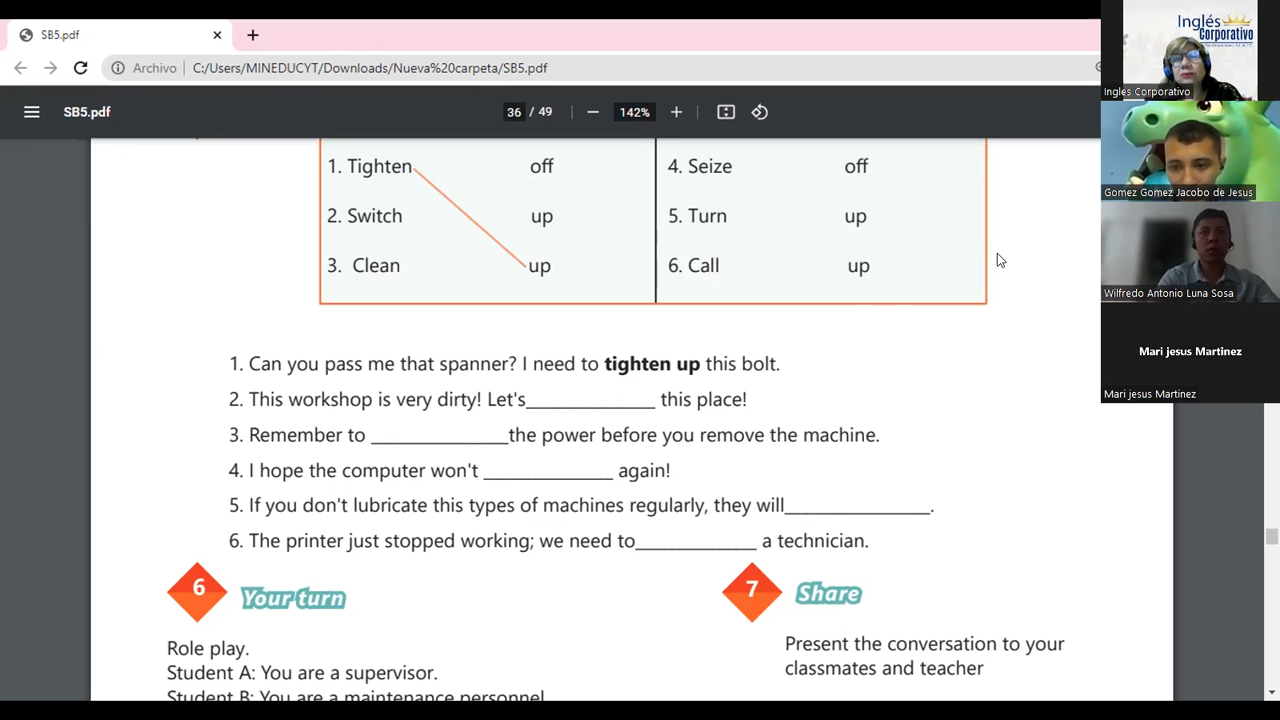 SB5.pdf
Archivo C:/Users/MINEDUCYT/Downloads/Nueva%20carpeta/SB5.pdf
SB5.pdf 36 / 49 142%
1. Tighten off 4. Seize off
2. Switch up 5. Turn up
3. Clean up 6. Call up
1. Can you pass me that spanner? I need to tighten up this bolt.
2. This workshop is very dirty! Let's______________ this place!
3. Remember to _______________the power before you remove the machine.
4. I hope the computer won't ______________ again!
5. If you don't lubricate this types of machines regularly, they will________________.
6. The printer just stopped working; we need to_____________ a technician.
6 Your turn
Role play.
Student A: You are a supervisor.
Student B: You are a maintenance personnel
7 Share
Present the conversation to your
classmates and teacher
Inglés
Corporativo
Ingles Corporativo
Gomez Gomez Jacobo de Jesus
Wilfredo Antonio Luna Sosa
Mari jesus Martinez
Mari jesus Martinez